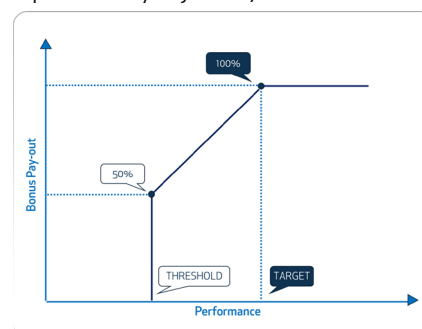 100%
50%
Bonus Pay-out
THRESHOLD
TARGET
Performance